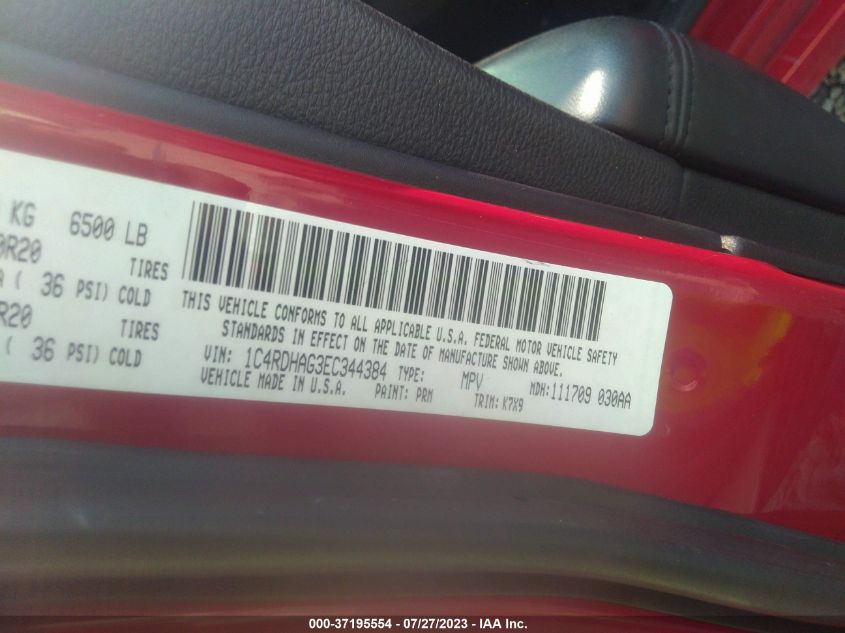 KG 6500 LB
0R20 TIRES
( 36 PSI) COLD
R20 TIRES
( 36 PSI) COLD
THIS VEHICLE CONFORMS TO ALL APPLICABLE U.S.A. FEDERAL MOTOR VEHICLE SAFETY
STANDARDS IN EFFECT ON THE DATE OF MANUFACTURE SHOWN ABOVE.
VIN: 1C4RDHAG3EC344384 TYPE: MPV MDH:111709 030AA
VEHICLE MADE IN U.S.A. PAINT: PRM TRIM: K7X9
000-37195554 - 07/27/2023 - IAA Inc.